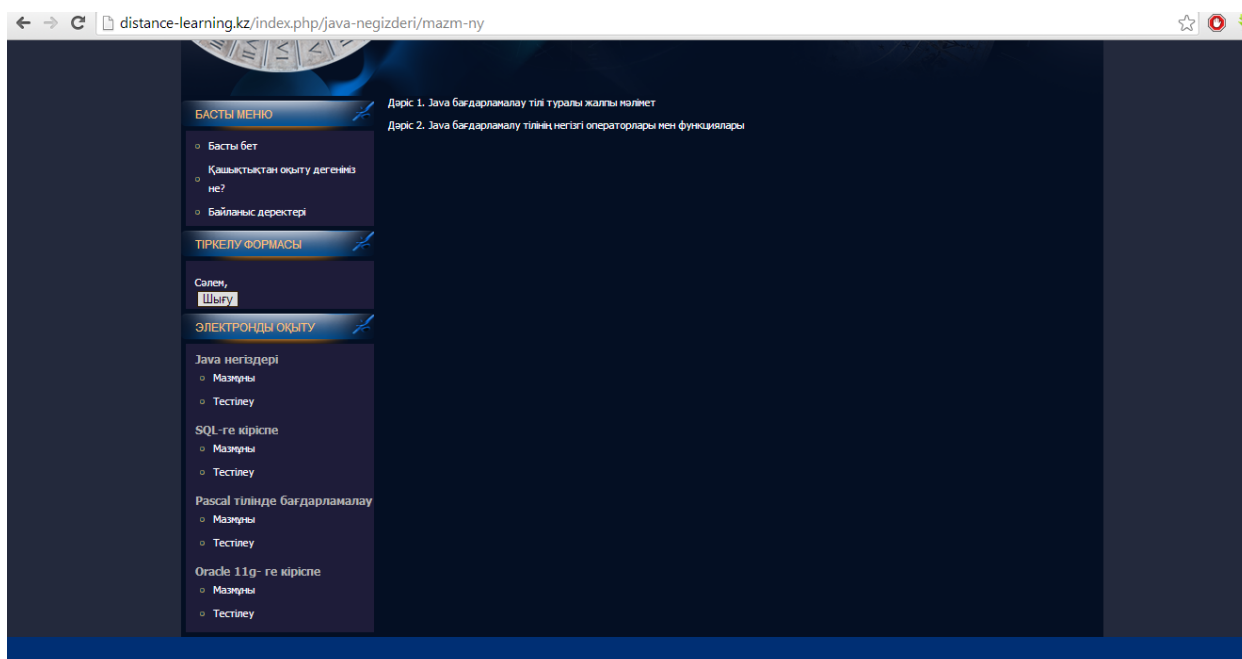 distance-learning.kz/index.php/java-negizderi/mazm-ny
БАСТЫ МЕНЮ
Басты бет
Қашықтықтан оқыту дегеніміз
не?
Байланыс деректері
ТІРКЕЛУ ФОРМАСЫ
Сәлем,
Шығу
ЭЛЕКТРОНДЫ ОҚЫТУ
Java негіздері
Мазмұны
Тестілеу
SQL-ге кіріспе
Мазмұны
Тестілеу
Pascal тілінде бағдарламалау
Мазмұны
Тестілеу
Oracle 11g- ге кіріспе
Мазмұны
Тестілеу
Дәріс 1. Java бағдарламалау тілі туралы жалпы мәлімет
Дәріс 2. Java бағдарламалу тілінің негізгі операторлары мен функциялары